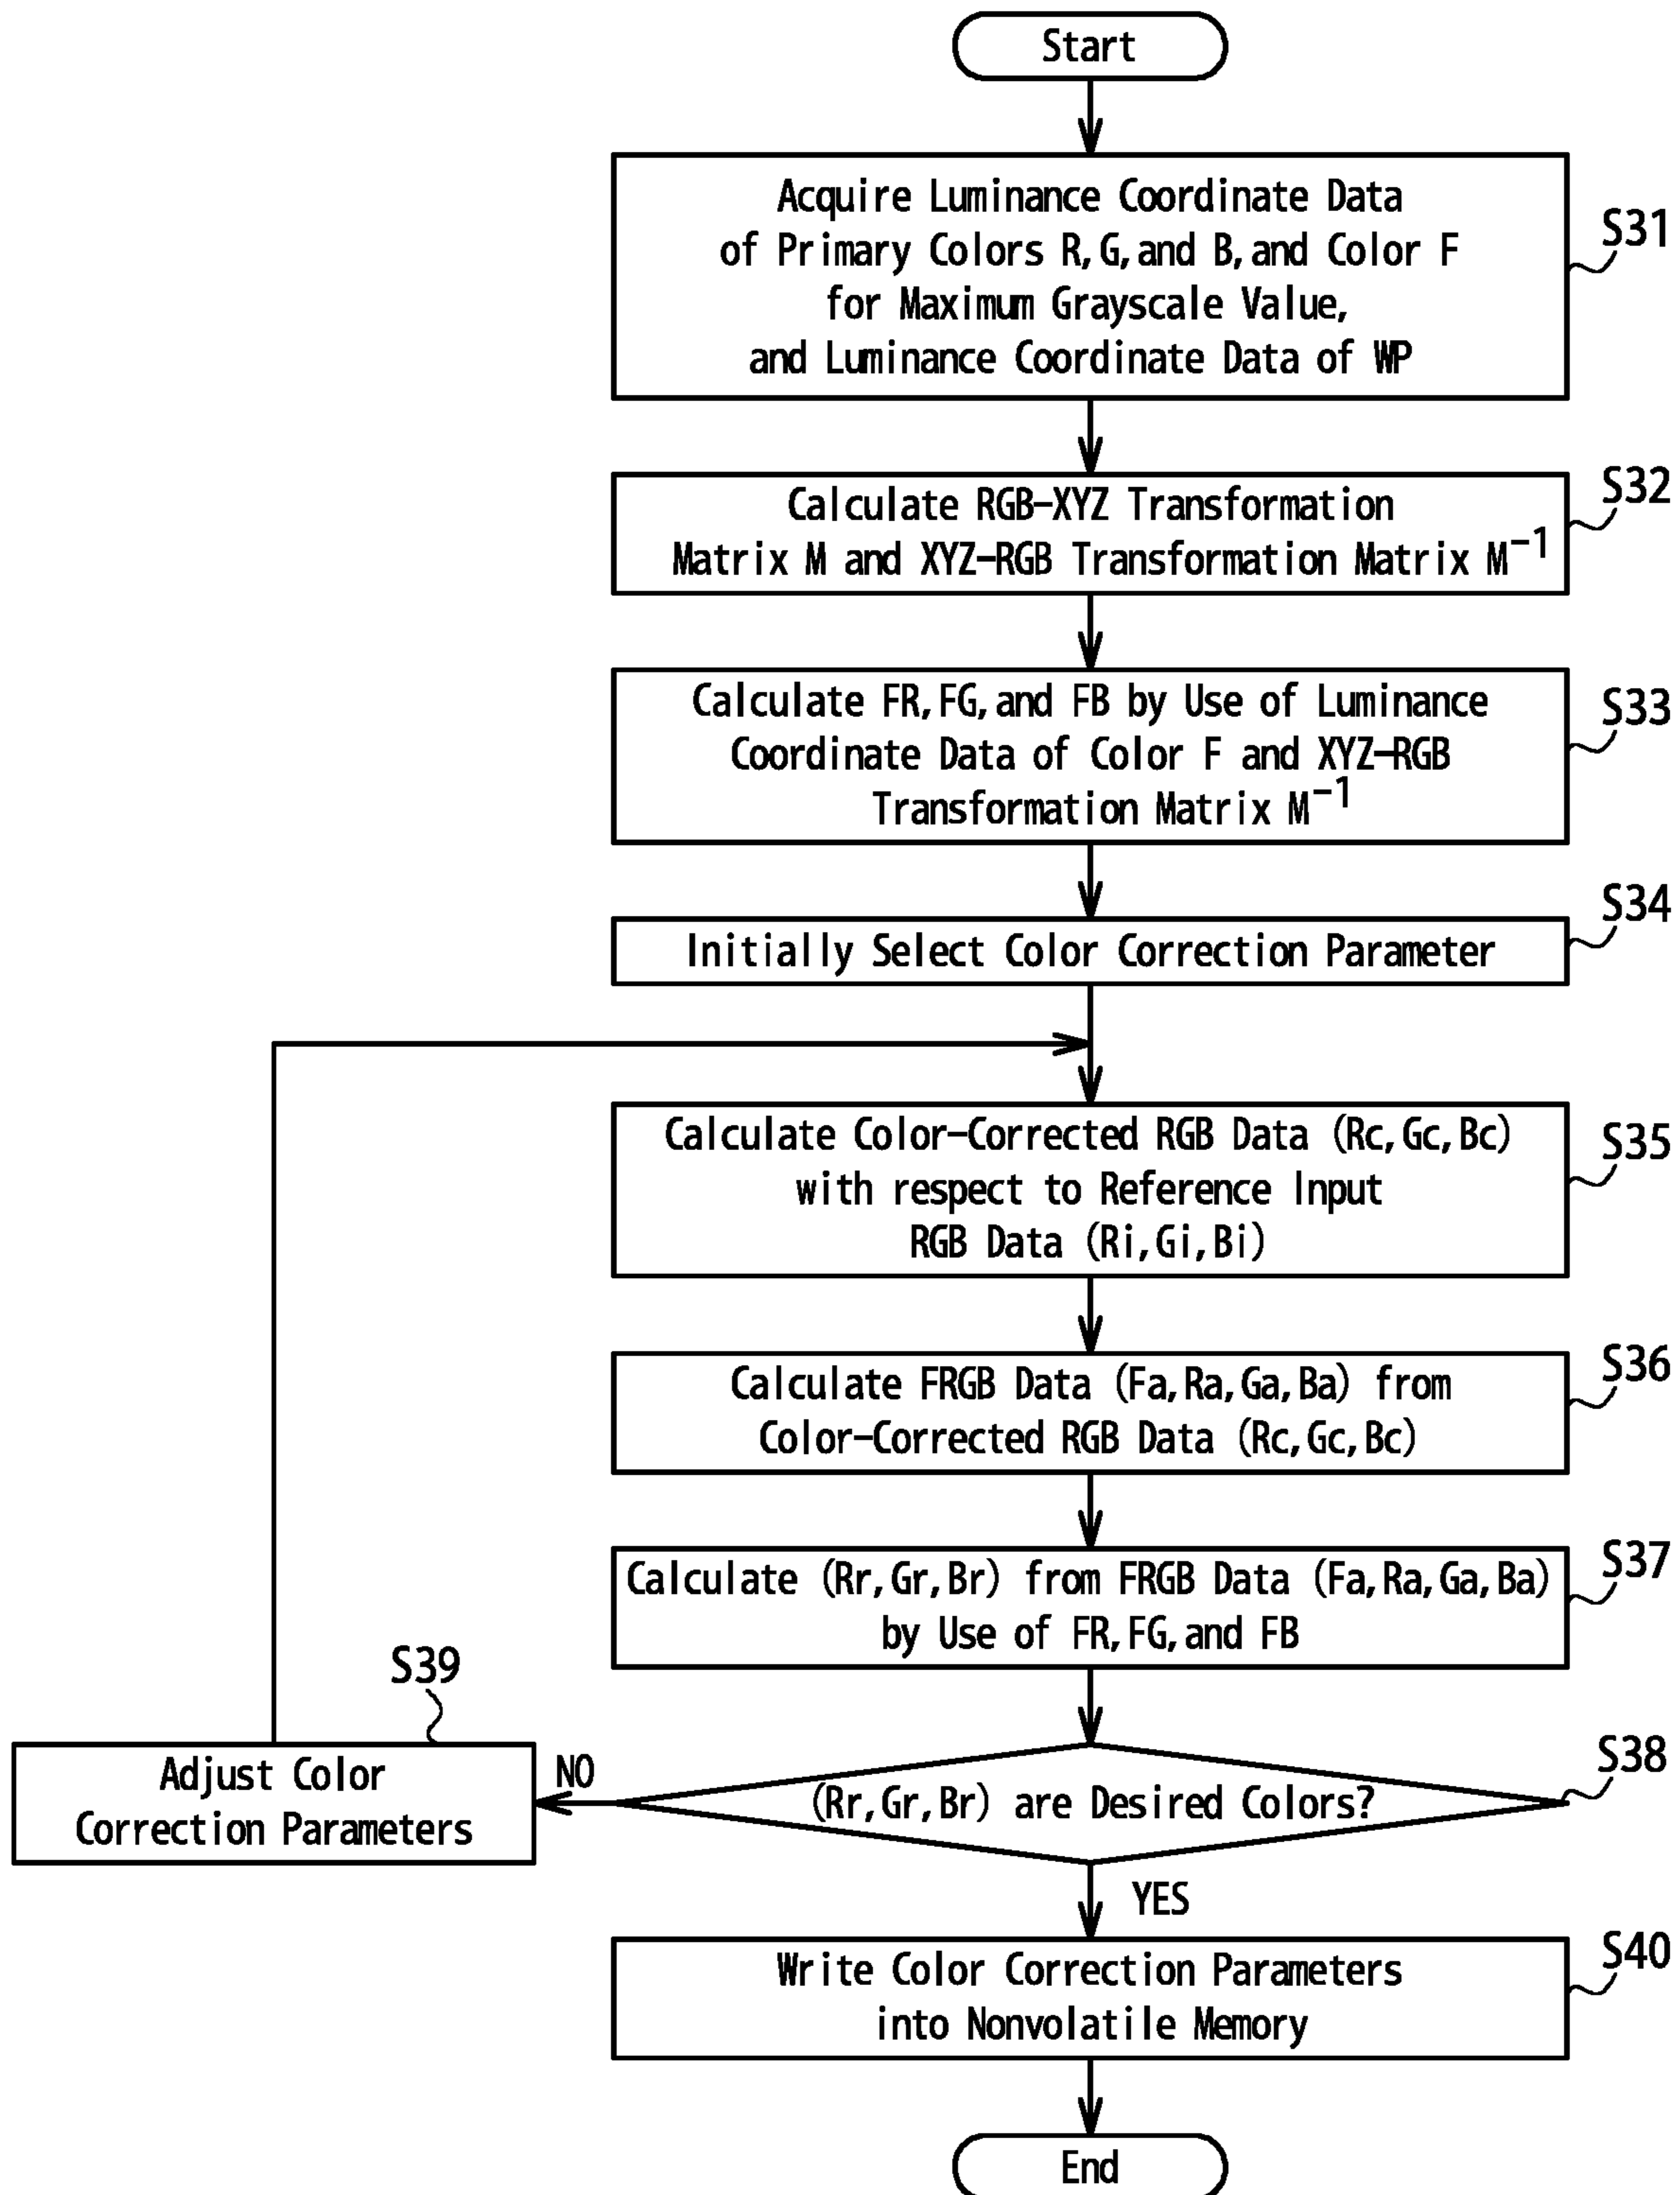 Start
Acquire Luminance Coordinate Data
of Primary Colors R,G,and B,and Color F
for Maximum Grayscale Value,
and Luminance Coordinate Data of WP
S31
Calculate RGB-XYZ Transformation
Matrix M and XYZ-RGB Transformation Matrix M⁻¹
S32
Calculate FR,FG,and FB by Use of Luminance
Coordinate Data of Color F and XYZ-RGB
Transformation Matrix M⁻¹
S33
Initially Select Color Correction Parameter
S34
Calculate Color-Corrected RGB Data (Rc,Gc,Bc)
with respect to Reference Input
RGB Data (Ri,Gi,Bi)
S35
Calculate FRGB Data (Fa,Ra,Ga,Ba) from
Color-Corrected RGB Data (Rc,Gc,Bc)
S36
Calculate (Rr,Gr,Br) from FRGB Data (Fa,Ra,Ga,Ba)
by Use of FR,FG,and FB
S37
(Rr,Gr,Br) are Desired Colors?
S38
NO
S39
Adjust Color
Correction Parameters
YES
Write Color Correction Parameters
into Nonvolatile Memory
S40
End